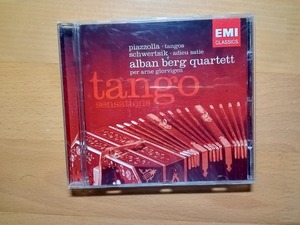 piazzolla · tangos
schwertsik · adieu satie
alban berg quartett
per arne glorvigen
EMI
CLASSICS
tango
sensations